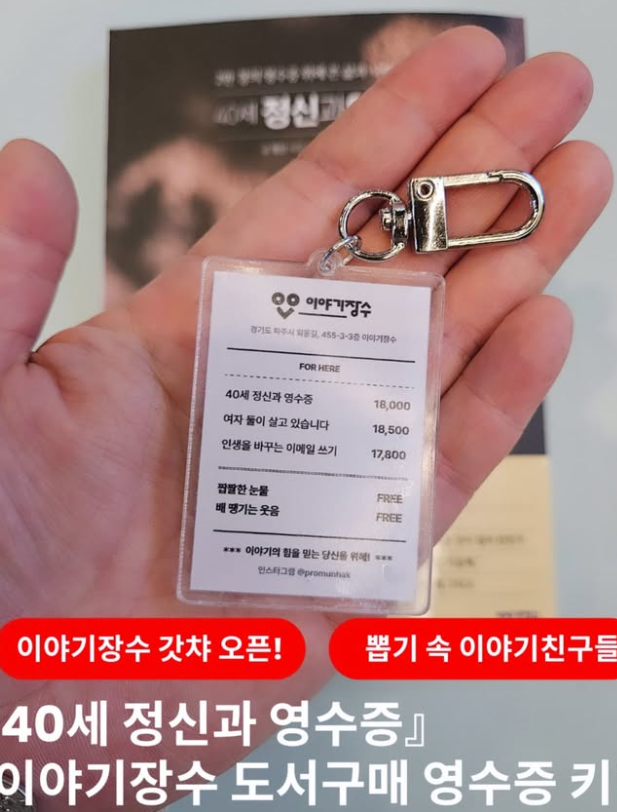 40세 정신과
이야기장수
경기도 파주시 회동길, 455-3-3층 이야기장수
FOR HERE
40세 정신과 영수증 18,000
여자 둘이 살고 있습니다 18,500
인생을 바꾸는 이메일 쓰기 17,800
짭짤한 눈물 FREE
배 땡기는 웃음 FREE
*** 이야기의 힘을 믿는 당신을 위해! ***
인스타그램 @promunhak
이야기장수 갓챠 오픈!
뽑기 속 이야기친구들
40세 정신과 영수증』
이야기장수 도서구매 영수증 키